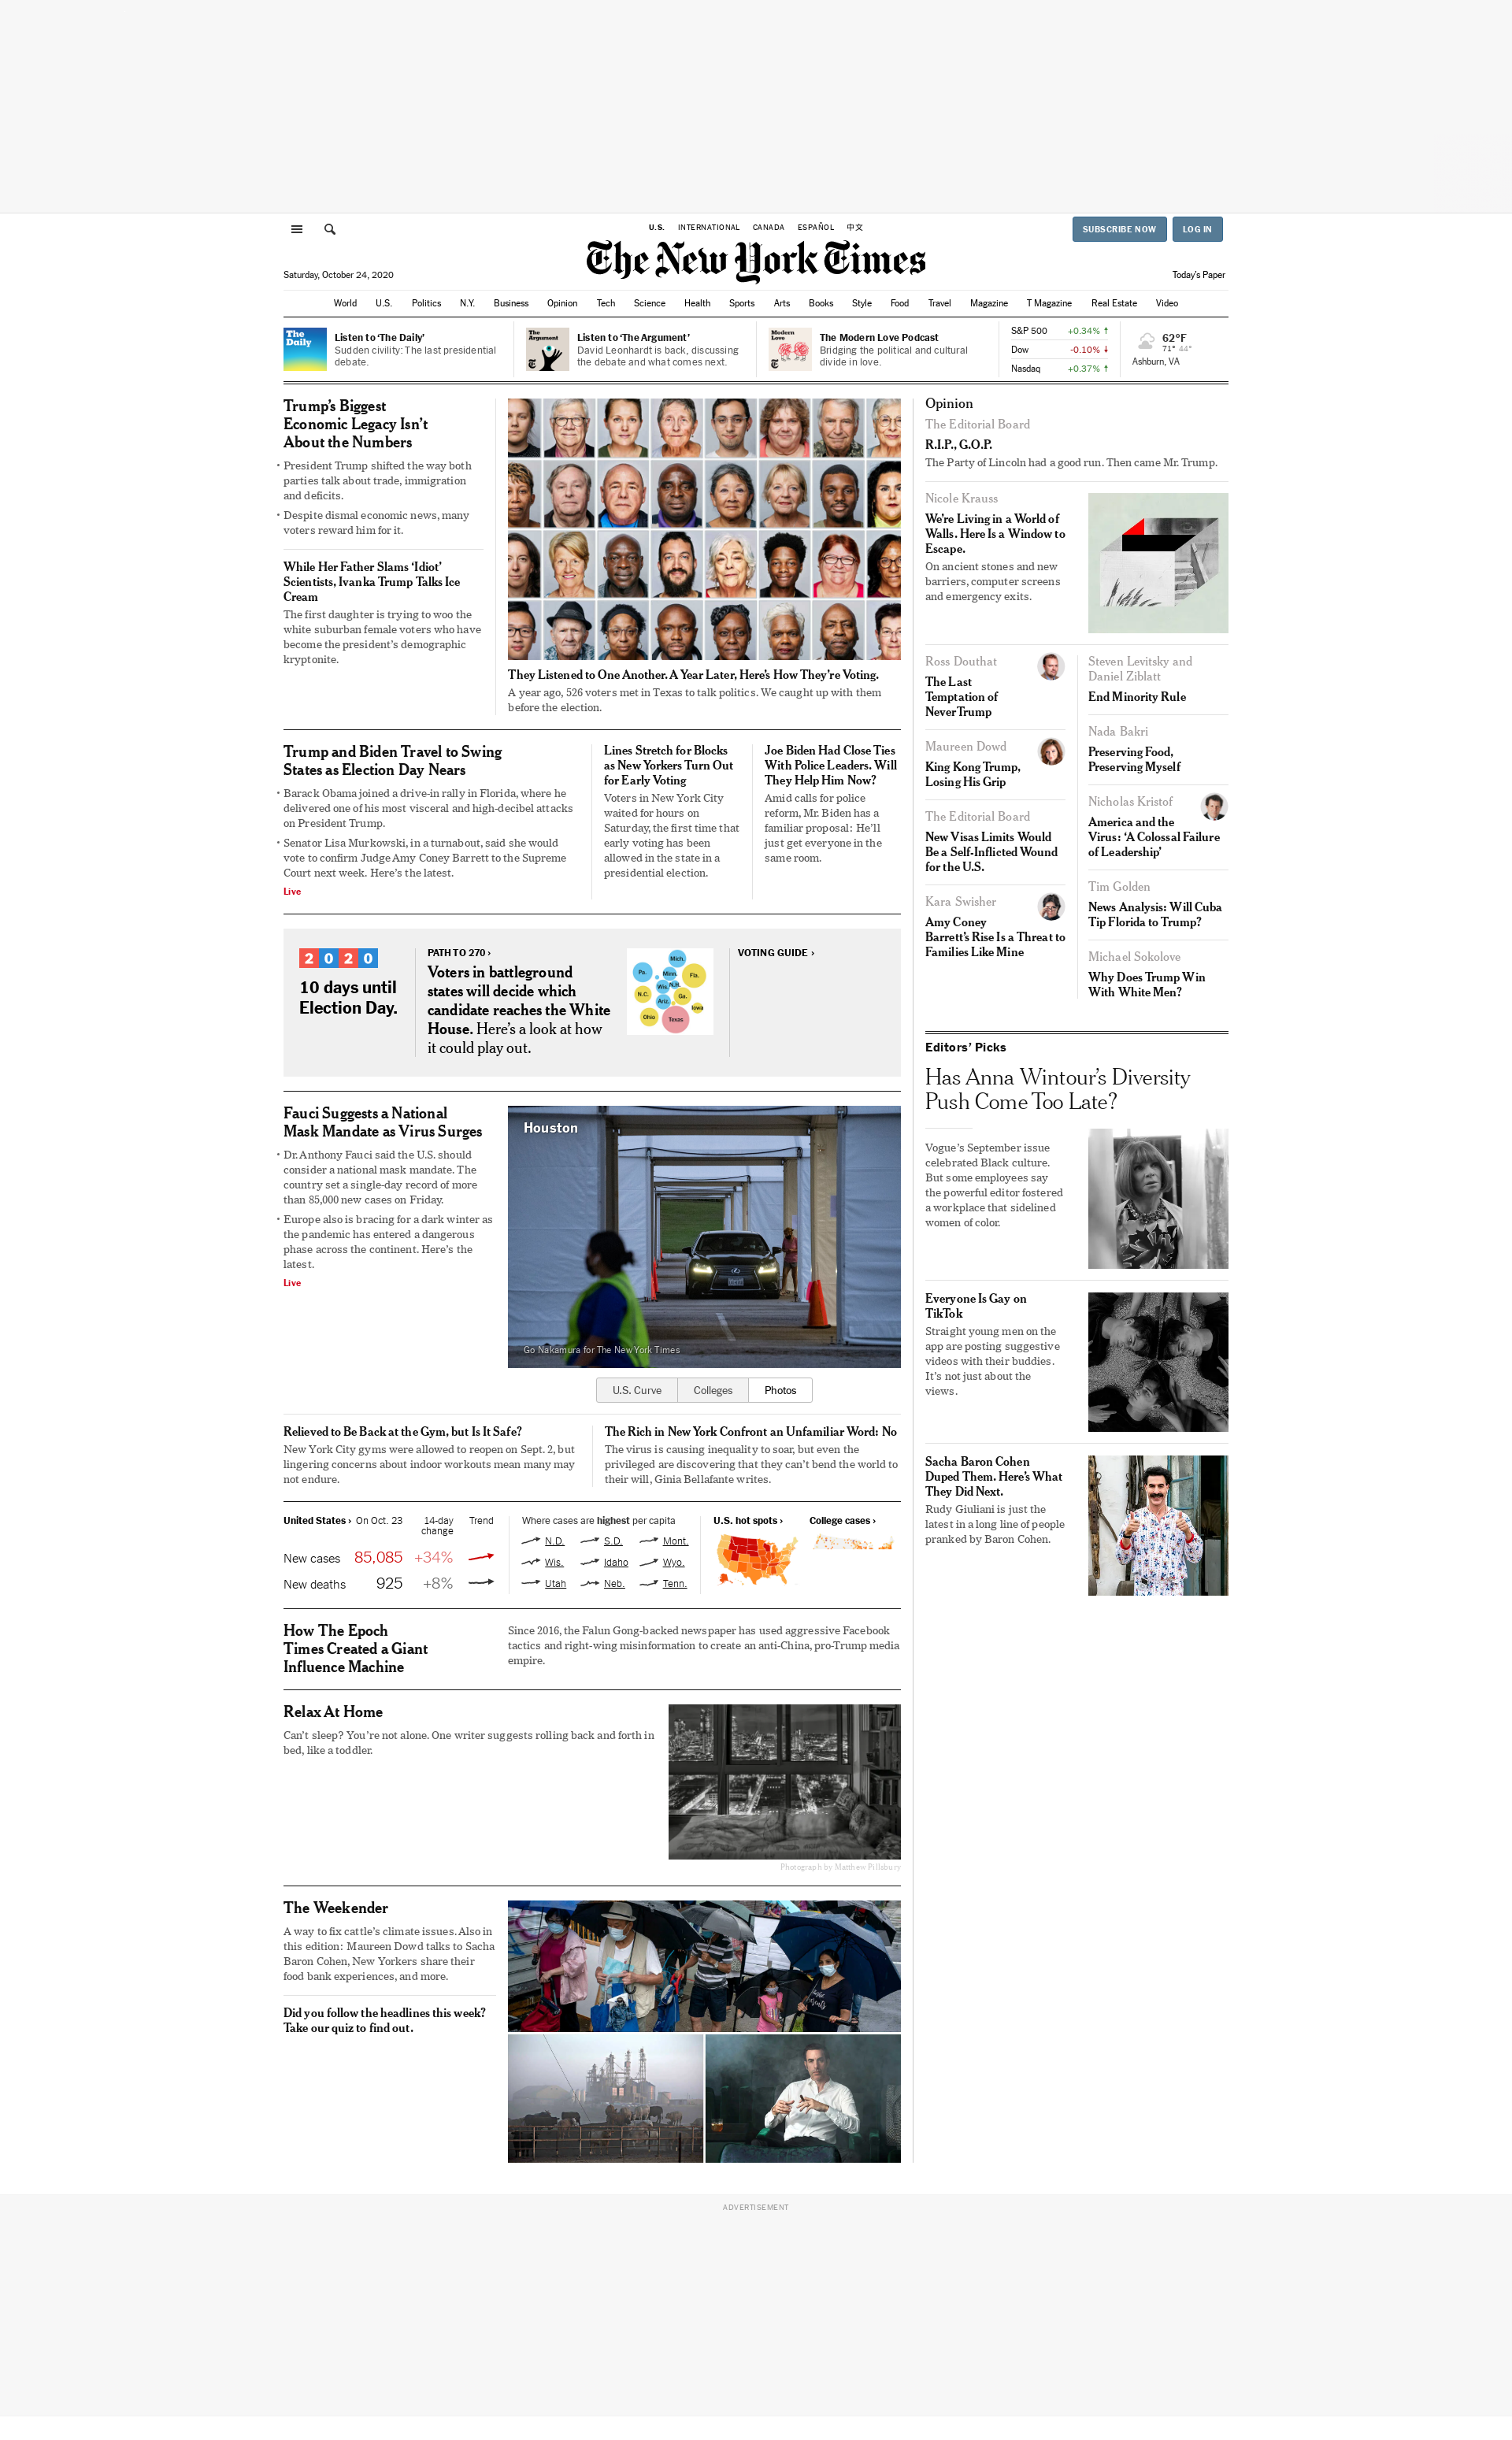 U.S. INTERNATIONAL CANADA ESPAÑOL 中文
SUBSCRIBE NOW LOG IN
The New York Times
Saturday, October 24, 2020
Today's Paper
World U.S. Politics N.Y. Business Opinion Tech Science Health Sports Arts Books Style Food Travel Magazine T Magazine Real Estate Video
The
Daily
Listen to ‘The Daily’
Sudden civility: The last presidential
debate.
The
Argument
Listen to ‘The Argument’
David Leonhardt is back, discussing
the debate and what comes next.
Modern
Love
The Modern Love Podcast
Bridging the political and cultural
divide in love.
S&P 500 +0.34% ↑
Dow -0.10% ↓
Nasdaq +0.37% ↑
62°F
71° 44°
Ashburn, VA
Trump’s Biggest
Economic Legacy Isn’t
About the Numbers
• President Trump shifted the way both
parties talk about trade, immigration
and deficits.
• Despite dismal economic news, many
voters reward him for it.
While Her Father Slams ‘Idiot’
Scientists, Ivanka Trump Talks Ice
Cream
The first daughter is trying to woo the
white suburban female voters who have
become the president’s demographic
kryptonite.
They Listened to One Another. A Year Later, Here’s How They’re Voting.
A year ago, 526 voters met in Texas to talk politics. We caught up with them
before the election.
Trump and Biden Travel to Swing
States as Election Day Nears
• Barack Obama joined a drive-in rally in Florida, where he
delivered one of his most visceral and high-decibel attacks
on President Trump.
• Senator Lisa Murkowski, in a turnabout, said she would
vote to confirm Judge Amy Coney Barrett to the Supreme
Court next week. Here’s the latest.
Live
Lines Stretch for Blocks
as New Yorkers Turn Out
for Early Voting
Voters in New York City
waited for hours on
Saturday, the first time that
early voting has been
allowed in the state in a
presidential election.
Joe Biden Had Close Ties
With Police Leaders. Will
They Help Him Now?
Amid calls for police
reform, Mr. Biden has a
familiar proposal: He’ll
just get everyone in the
same room.
2020
10 days until
Election Day.
PATH TO 270 ›
Voters in battleground
states will decide which
candidate reaches the White
House. Here’s a look at how
it could play out.
Mich.
Pa.
Minn.
Fla.
Wis.
N.H.
N.C.
Ga.
Ariz.
Iowa
Ohio
Texas
VOTING GUIDE ›
Fauci Suggests a National
Mask Mandate as Virus Surges
• Dr. Anthony Fauci said the U.S. should
consider a national mask mandate. The
country set a single-day record of more
than 85,000 new cases on Friday.
• Europe also is bracing for a dark winter as
the pandemic has entered a dangerous
phase across the continent. Here’s the
latest.
Live
Houston
Go Nakamura for The New York Times
U.S. Curve Colleges Photos
Relieved to Be Back at the Gym, but Is It Safe?
New York City gyms were allowed to reopen on Sept. 2, but
lingering concerns about indoor workouts mean many may
not endure.
The Rich in New York Confront an Unfamiliar Word: No
The virus is causing inequality to soar, but even the
privileged are discovering that they can’t bend the world to
their will, Ginia Bellafante writes.
United States › On Oct. 23 14-day
change Trend
New cases 85,085 +34%
New deaths 925 +8%
Where cases are highest per capita
N.D. S.D. Mont.
Wis. Idaho Wyo.
Utah Neb. Tenn.
U.S. hot spots ›
College cases ›
How The Epoch
Times Created a Giant
Influence Machine
Since 2016, the Falun Gong-backed newspaper has used aggressive Facebook
tactics and right-wing misinformation to create an anti-China, pro-Trump media
empire.
Relax At Home
Can’t sleep? You’re not alone. One writer suggests rolling back and forth in
bed, like a toddler.
Photograph by Matthew Pillsbury
The Weekender
A way to fix cattle’s climate issues. Also in
this edition: Maureen Dowd talks to Sacha
Baron Cohen, New Yorkers share their
food bank experiences, and more.
Did you follow the headlines this week?
Take our quiz to find out.
Opinion
The Editorial Board
R.I.P., G.O.P.
The Party of Lincoln had a good run. Then came Mr. Trump.
Nicole Krauss
We’re Living in a World of
Walls. Here Is a Window to
Escape.
On ancient stones and new
barriers, computer screens
and emergency exits.
Ross Douthat
The Last
Temptation of
NeverTrump
Maureen Dowd
King Kong Trump,
Losing His Grip
The Editorial Board
New Visas Limits Would
Be a Self-Inflicted Wound
for the U.S.
Kara Swisher
Amy Coney
Barrett’s Rise Is a Threat to
Families Like Mine
Steven Levitsky and
Daniel Ziblatt
End Minority Rule
Nada Bakri
Preserving Food,
Preserving Myself
Nicholas Kristof
America and the
Virus: ‘A Colossal Failure
of Leadership’
Tim Golden
News Analysis: Will Cuba
Tip Florida to Trump?
Michael Sokolove
Why Does Trump Win
With White Men?
Editors’ Picks
Has Anna Wintour’s Diversity
Push Come Too Late?
Vogue’s September issue
celebrated Black culture.
But some employees say
the powerful editor fostered
a workplace that sidelined
women of color.
Everyone Is Gay on
TikTok
Straight young men on the
app are posting suggestive
videos with their buddies.
It’s not just about the
views.
Sacha Baron Cohen
Duped Them. Here’s What
They Did Next.
Rudy Giuliani is just the
latest in a long line of people
pranked by Baron Cohen.
ADVERTISEMENT